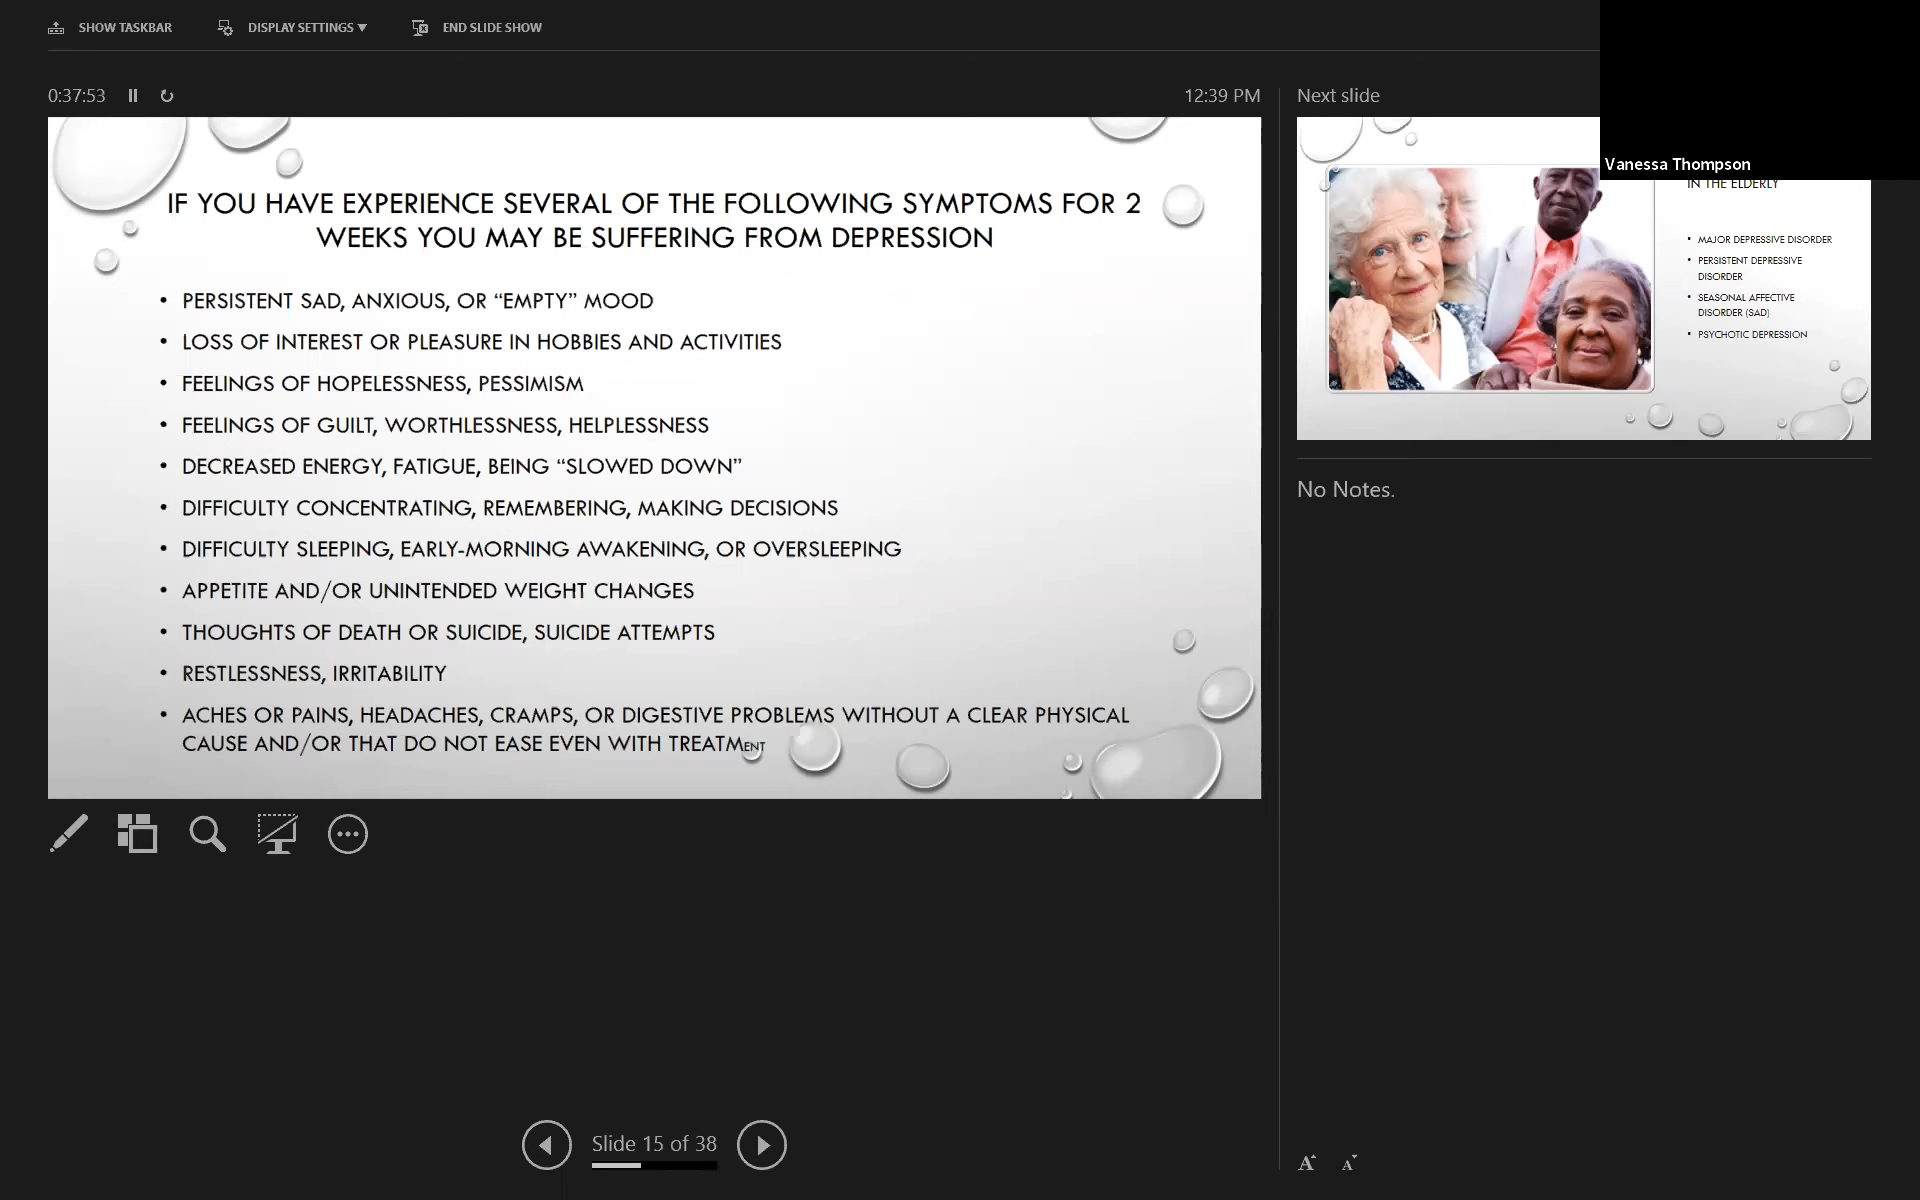 SHOW TASKBAR
DISPLAY SETTINGS ▼
END SLIDE SHOW
0:37:53
12:39 PM
IF YOU HAVE EXPERIENCE SEVERAL OF THE FOLLOWING SYMPTOMS FOR 2
WEEKS YOU MAY BE SUFFERING FROM DEPRESSION
• PERSISTENT SAD, ANXIOUS, OR “EMPTY” MOOD
• LOSS OF INTEREST OR PLEASURE IN HOBBIES AND ACTIVITIES
• FEELINGS OF HOPELESSNESS, PESSIMISM
• FEELINGS OF GUILT, WORTHLESSNESS, HELPLESSNESS
• DECREASED ENERGY, FATIGUE, BEING “SLOWED DOWN”
• DIFFICULTY CONCENTRATING, REMEMBERING, MAKING DECISIONS
• DIFFICULTY SLEEPING, EARLY-MORNING AWAKENING, OR OVERSLEEPING
• APPETITE AND/OR UNINTENDED WEIGHT CHANGES
• THOUGHTS OF DEATH OR SUICIDE, SUICIDE ATTEMPTS
• RESTLESSNESS, IRRITABILITY
• ACHES OR PAINS, HEADACHES, CRAMPS, OR DIGESTIVE PROBLEMS WITHOUT A CLEAR PHYSICAL
CAUSE AND/OR THAT DO NOT EASE EVEN WITH TREATMENT
Slide 15 of 38
Next slide
Vanessa Thompson
IN THE ELDERLY
• MAJOR DEPRESSIVE DISORDER
• PERSISTENT DEPRESSIVE
DISORDER
• SEASONAL AFFECTIVE
DISORDER (SAD)
• PSYCHOTIC DEPRESSION
No Notes.
A A